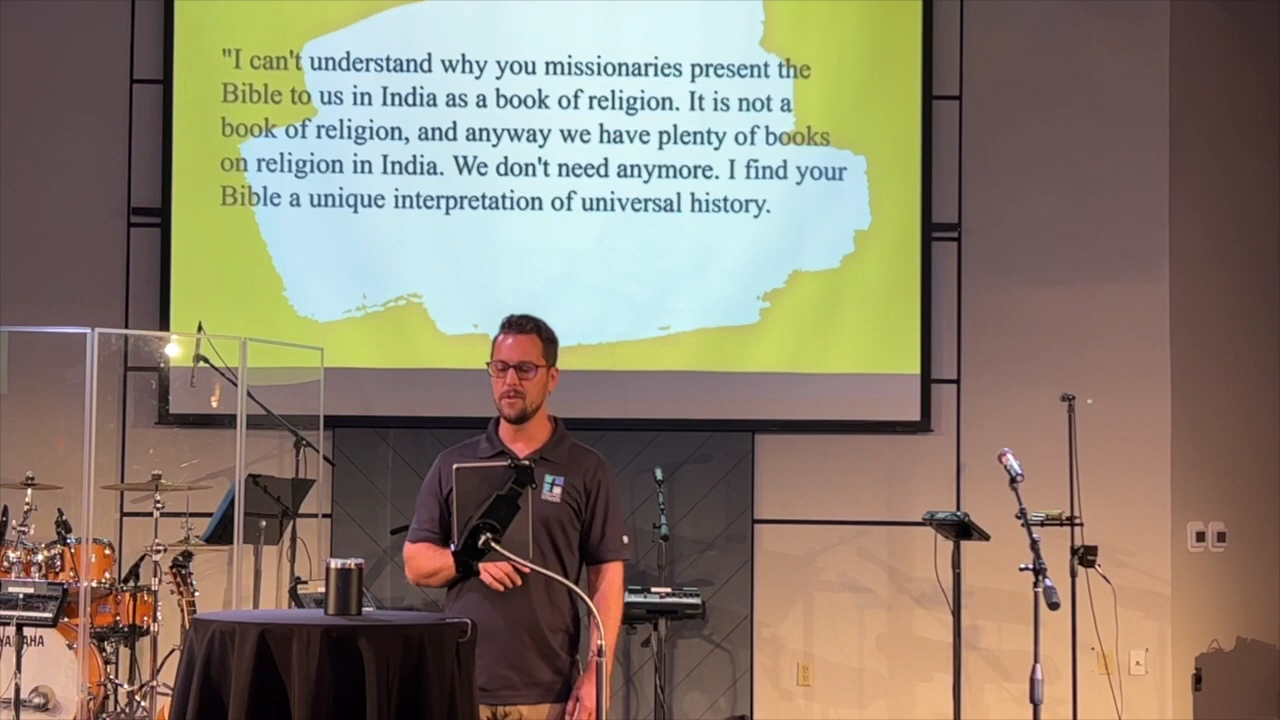 "I can't understand why you missionaries present the
Bible to us in India as a book of religion. It is not a
book of religion, and anyway we have plenty of books
on religion in India. We don't need anymore. I find your
Bible a unique interpretation of universal history.
YAMAHA